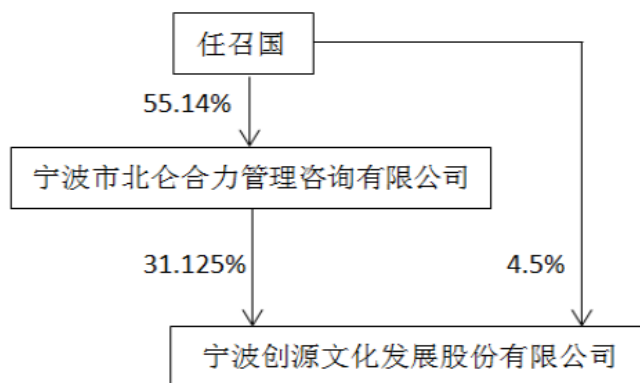 任召国
55.14%
宁波市北仑合力管理咨询有限公司
31.125%
4.5%
宁波创源文化发展股份有限公司